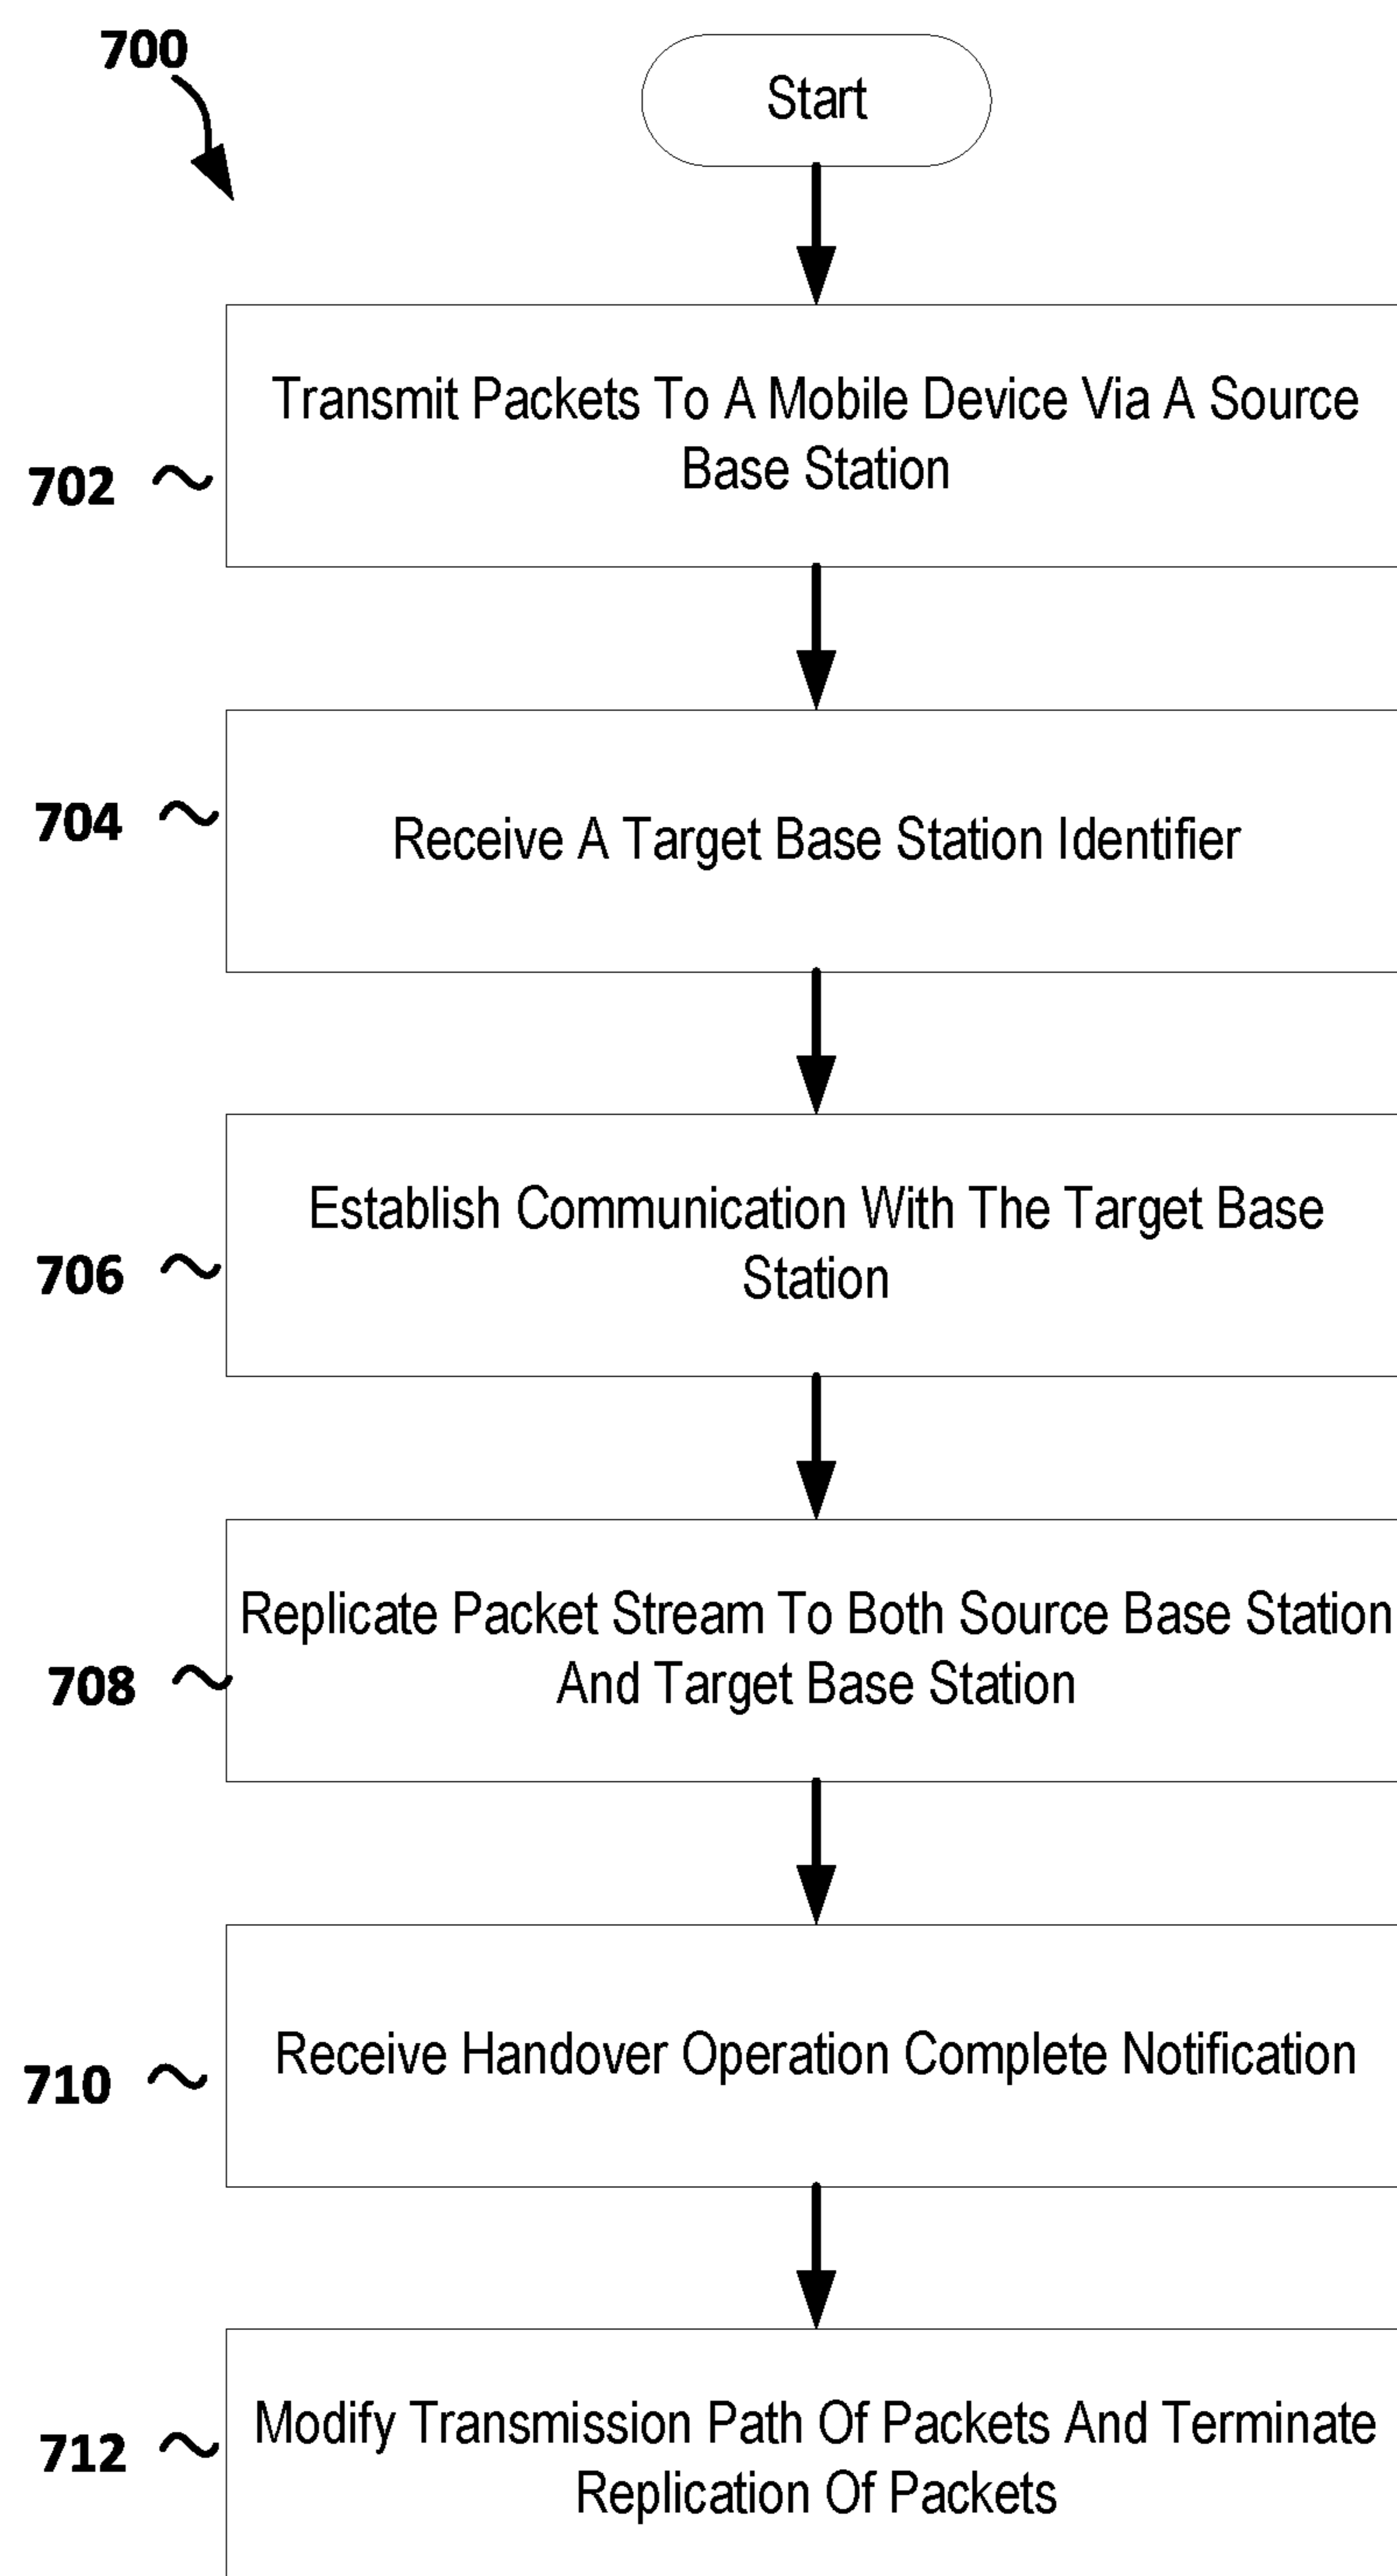 700
Start
Transmit Packets To A Mobile Device Via A Source
Base Station
702
704
Receive A Target Base Station Identifier
Establish Communication With The Target Base
Station
706
Replicate Packet Stream To Both Source Base Station
And Target Base Station
708
Receive Handover Operation Complete Notification
710
Modify Transmission Path Of Packets And Terminate
Replication Of Packets
712